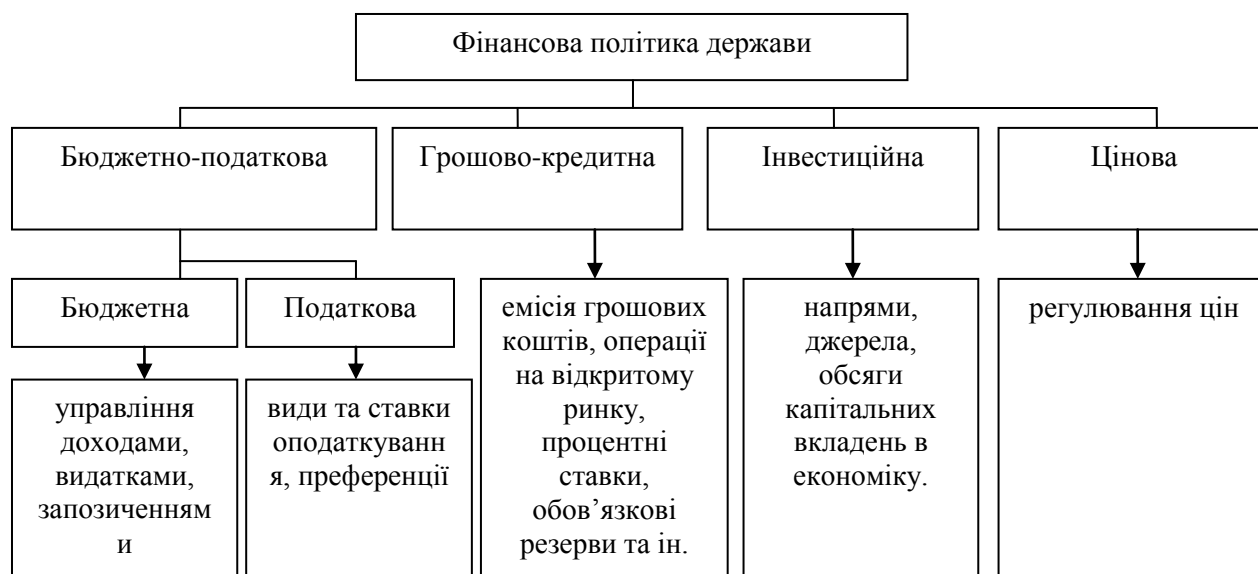 Фінансова політика держави
Бюджетно-податкова
Грошово-кредитна
Інвестиційна
Цінова
Бюджетна
Податкова
управління
доходами,
видатками,
запозиченням
и
види та ставки
оподаткуванн
я, преференції
емісія грошових
коштів, операції
на відкритому
ринку,
процентні
ставки,
обов’язкові
резерви та ін.
напрями,
джерела,
обсяги
капітальних
вкладень в
економіку.
регулювання цін